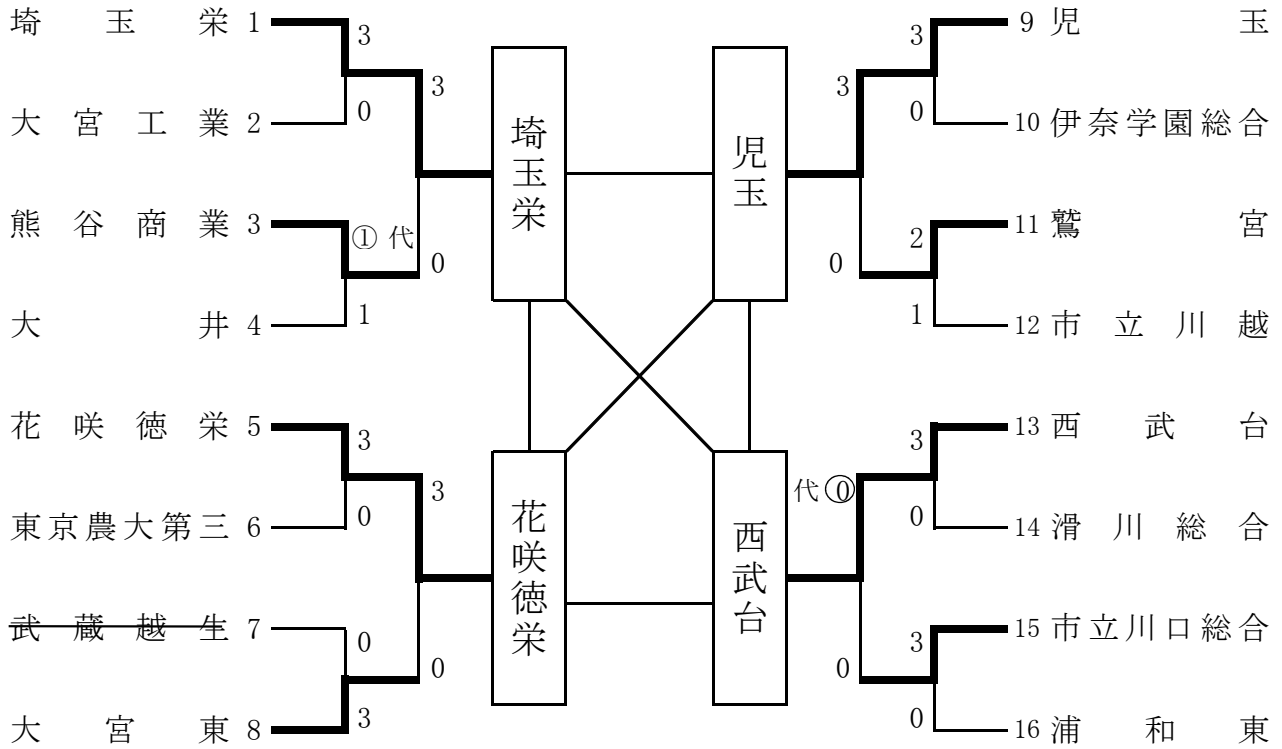 埼玉栄 1
3
0
大宮工業 2
3
熊谷商業 3
① 代
1
大井 4
0
花咲徳栄 5
3
0
東京農大第三 6
3
武蔵越生 7
0
3
大宮東 8
0
埼玉栄
花咲徳栄
児玉
西武台
9 児玉
3
0
10 伊奈学園総合
3
11 鷲宮
2
1
12 市立川越
0
13 西武台
3
0
14 滑川総合
代⓪
15 市立川口総合
3
0
16 浦和東
0